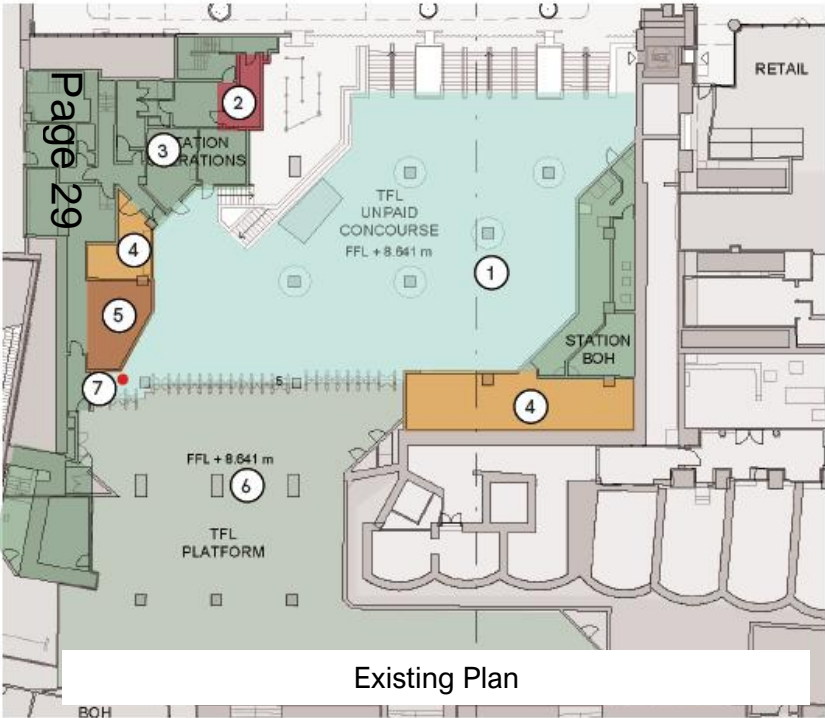 RETAIL
Page 29
2
3
STATION
OPERATIONS
TFL
UNPAID
CONCOURSE
FFL + 8.641 m
4
1
5
STATION
BOH
7
5
4
FFL + 8.641 m
6
TFL
PLATFORM
Existing Plan
BOH